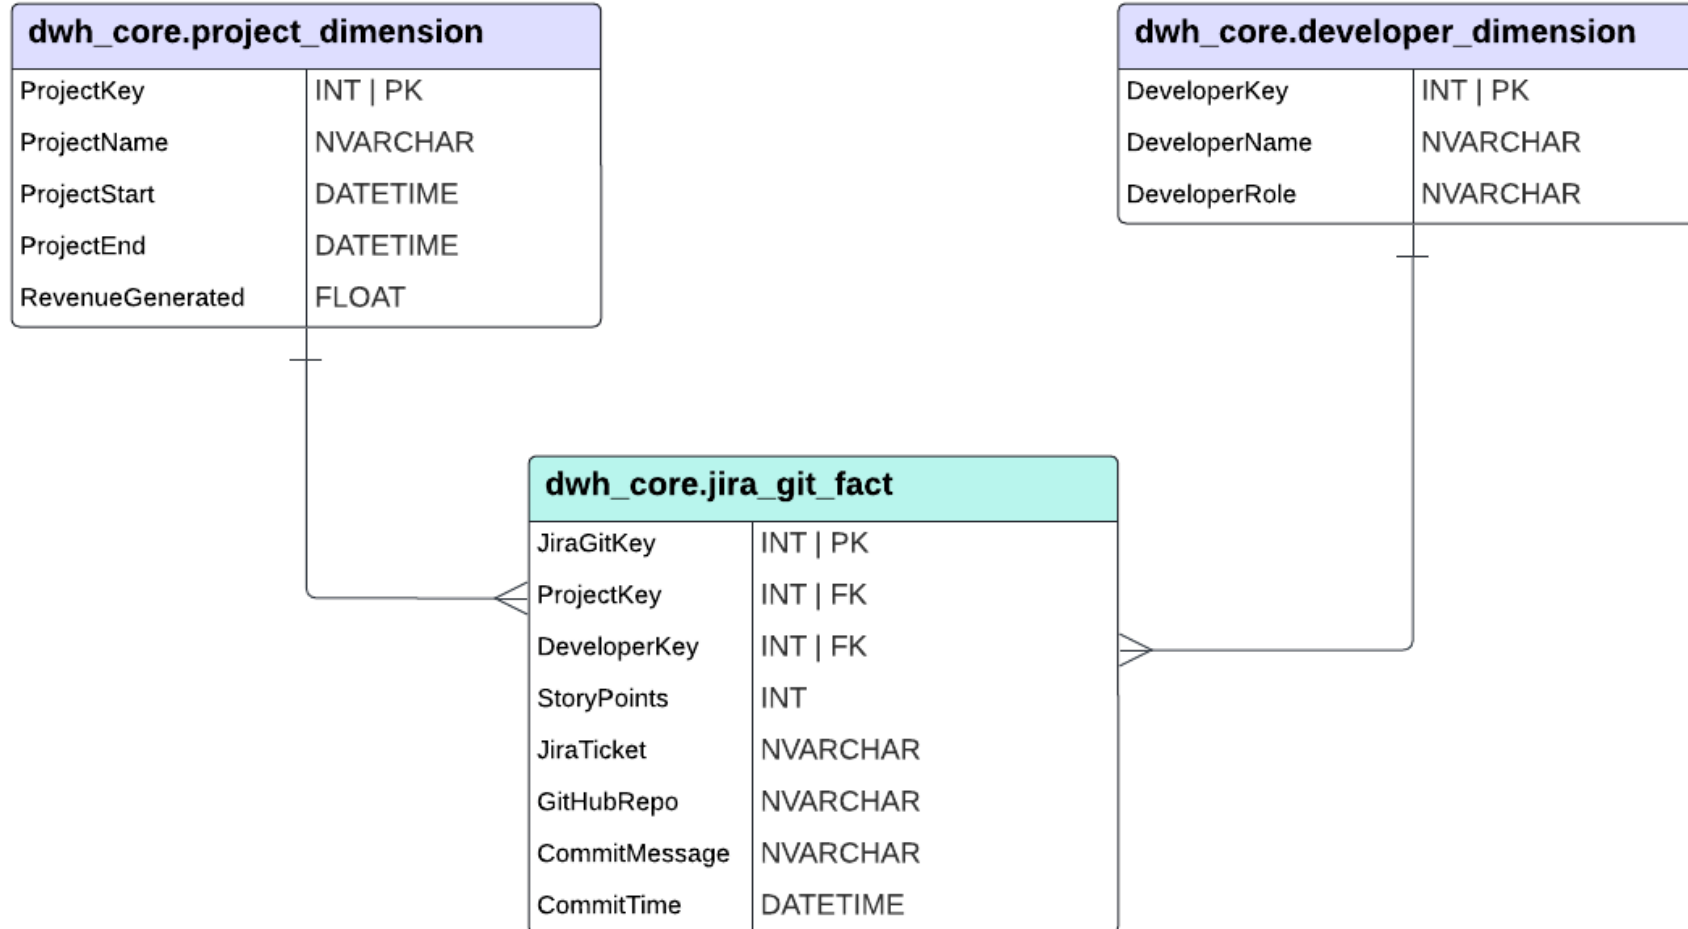 dwh_core.project_dimension
ProjectKey INT | PK
ProjectName NVARCHAR
ProjectStart DATETIME
ProjectEnd DATETIME
RevenueGenerated FLOAT
dwh_core.developer_dimension
DeveloperKey INT | PK
DeveloperName NVARCHAR
DeveloperRole NVARCHAR
dwh_core.jira_git_fact
JiraGitKey INT | PK
ProjectKey INT | FK
DeveloperKey INT | FK
StoryPoints INT
JiraTicket NVARCHAR
GitHubRepo NVARCHAR
CommitMessage NVARCHAR
CommitTime DATETIME